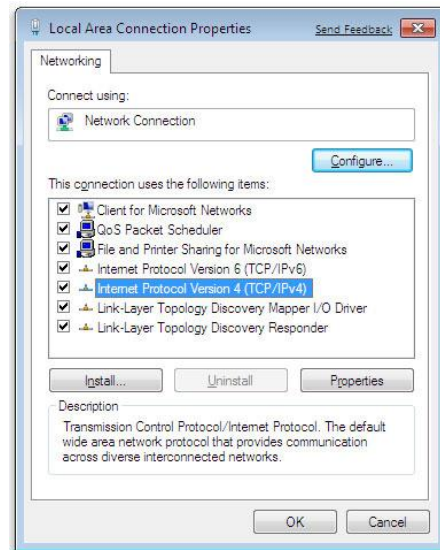 Local Area Connection Properties
Send Feedback
Networking
Connect using:
Network Connection
Configure...
This connection uses the following items:
Client for Microsoft Networks
QoS Packet Scheduler
File and Printer Sharing for Microsoft Networks
Internet Protocol Version 6 (TCP/IPv6)
Internet Protocol Version 4 (TCP/IPv4)
Link-Layer Topology Discovery Mapper I/O Driver
Link-Layer Topology Discovery Responder
Install...
Uninstall
Properties
Description
Transmission Control Protocol/Internet Protocol. The default
wide area network protocol that provides communication
across diverse interconnected networks.
OK
Cancel